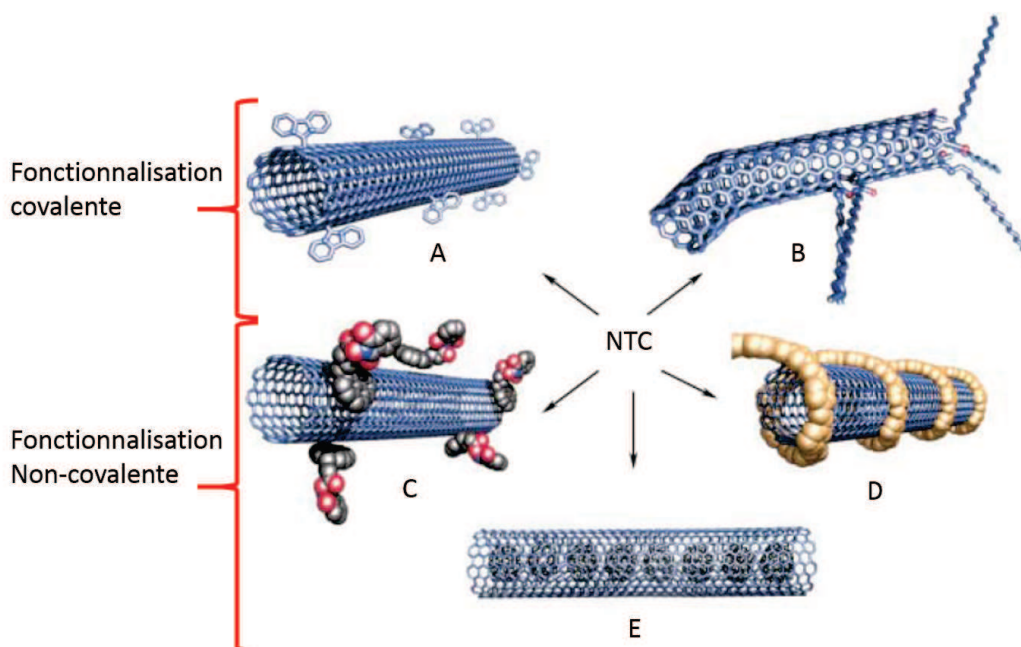 Fonctionnalisation
covalente
A
B
NTC
Fonctionnalisation
Non-covalente
C
D
E